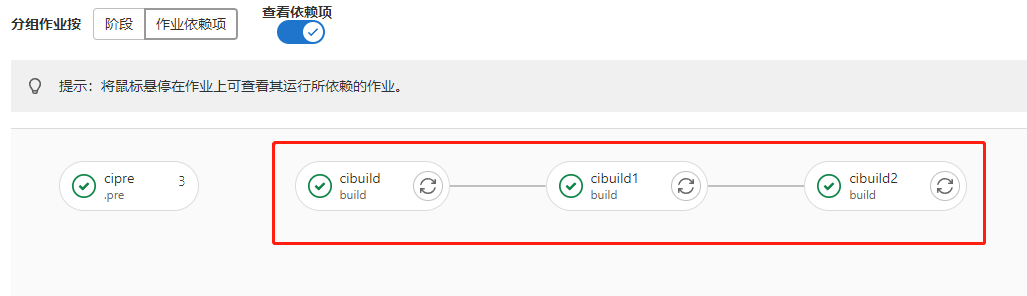 分组作业按 阶段 作业依赖项 查看依赖项
提示：将鼠标悬停在作业上可查看其运行所依赖的作业。
cipre 3
.pre
cibuild
build
cibuild1
build
cibuild2
build